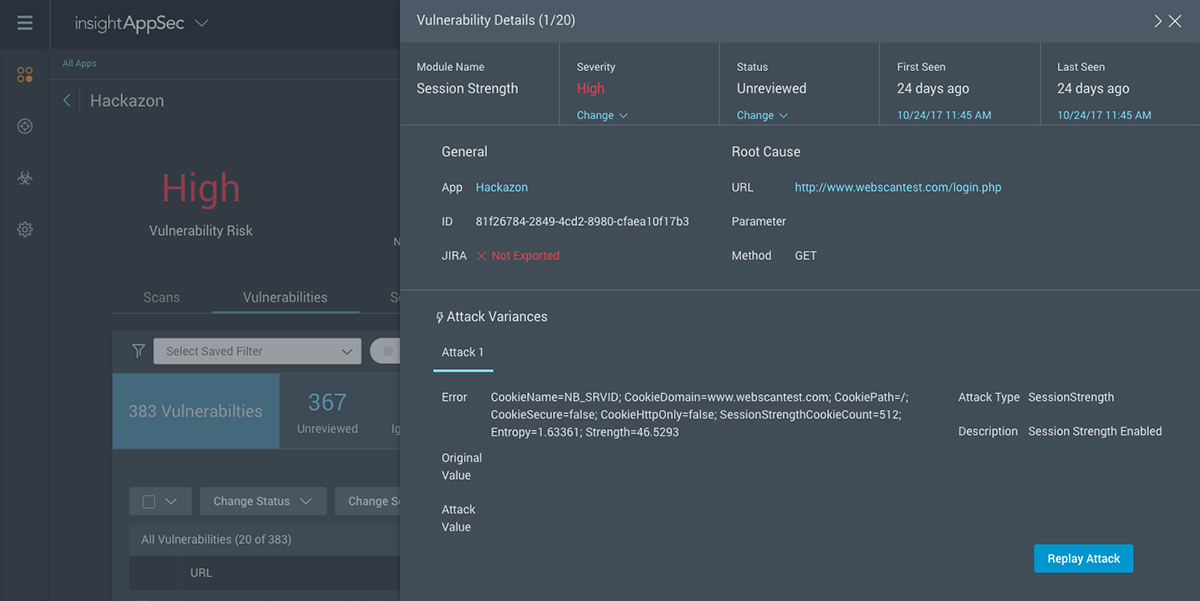 insightAppSec
All Apps
Hackazon
High
Vulnerability Risk
N
Scans
Vulnerabilities
S
Select Saved Filter
383 Vulnerabilties
367
Unreviewed
Ig
Change Status
Change Se
All Vulnerabilities (20 of 383)
URL
Vulnerability Details (1/20)
Module Name
Session Strength
Severity
High
Change
Status
Unreviewed
Change
First Seen
24 days ago
10/24/17 11:45 AM
Last Seen
24 days ago
10/24/17 11:45 AM
General
App Hackazon
ID 81f26784-2849-4cd2-8980-cfaea10f17b3
JIRA Not Exported
Root Cause
URL http://www.webscantest.com/login.php
Parameter
Method GET
Attack Variances
Attack 1
Error CookieName=NB_SRVID; CookieDomain=www.webscantest.com; CookiePath=/;
CookieSecure=false; CookieHttpOnly=false; SessionStrengthCookieCount=512;
Entropy=1.63361; Strength=46.5293
Original
Value
Attack
Value
Attack Type SessionStrength
Description Session Strength Enabled
Replay Attack